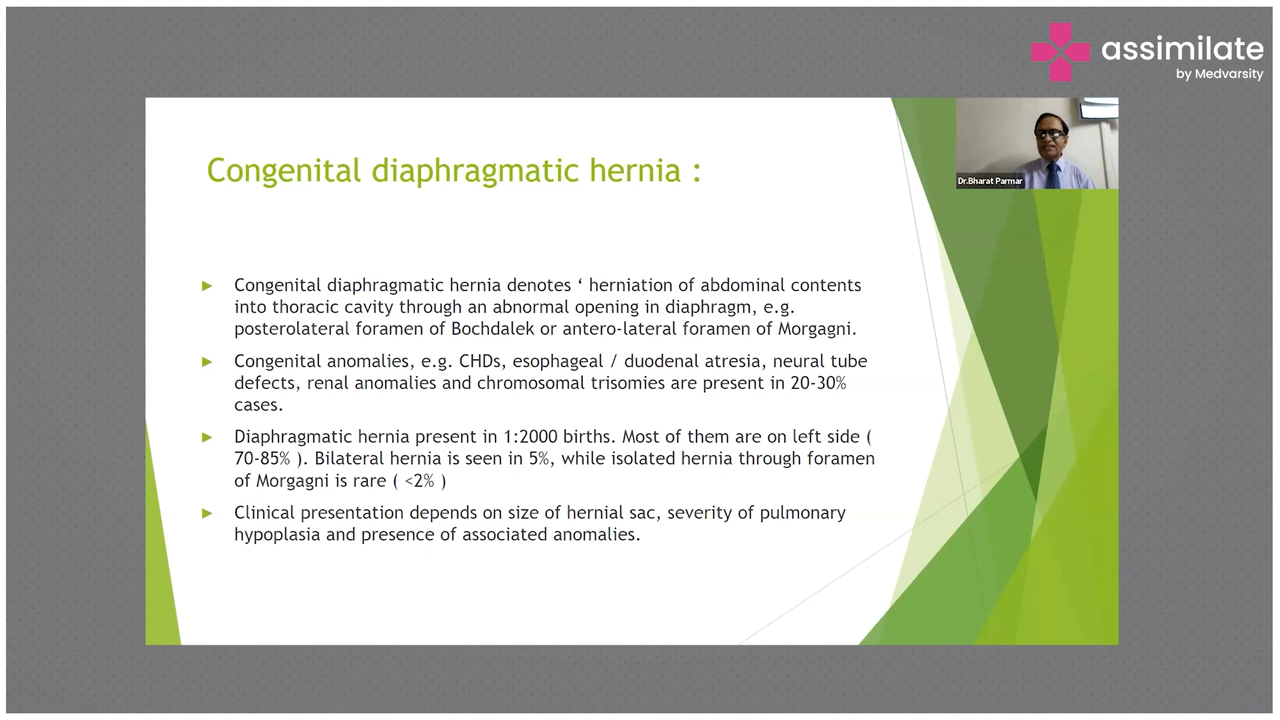 assimilate
by Medvarsity
Dr.Bharat Parmar
Congenital diaphragmatic hernia :
Congenital diaphragmatic hernia denotes ‘ herniation of abdominal contents
into thoracic cavity through an abnormal opening in diaphragm, e.g.
posterolateral foramen of Bochdalek or antero-lateral foramen of Morgagni.
Congenital anomalies, e.g. CHDs, esophageal / duodenal atresia, neural tube
defects, renal anomalies and chromosomal trisomies are present in 20-30%
cases.
Diaphragmatic hernia present in 1:2000 births. Most of them are on left side (
70-85% ). Bilateral hernia is seen in 5%, while isolated hernia through foramen
of Morgagni is rare ( <2% )
Clinical presentation depends on size of hernial sac, severity of pulmonary
hypoplasia and presence of associated anomalies.